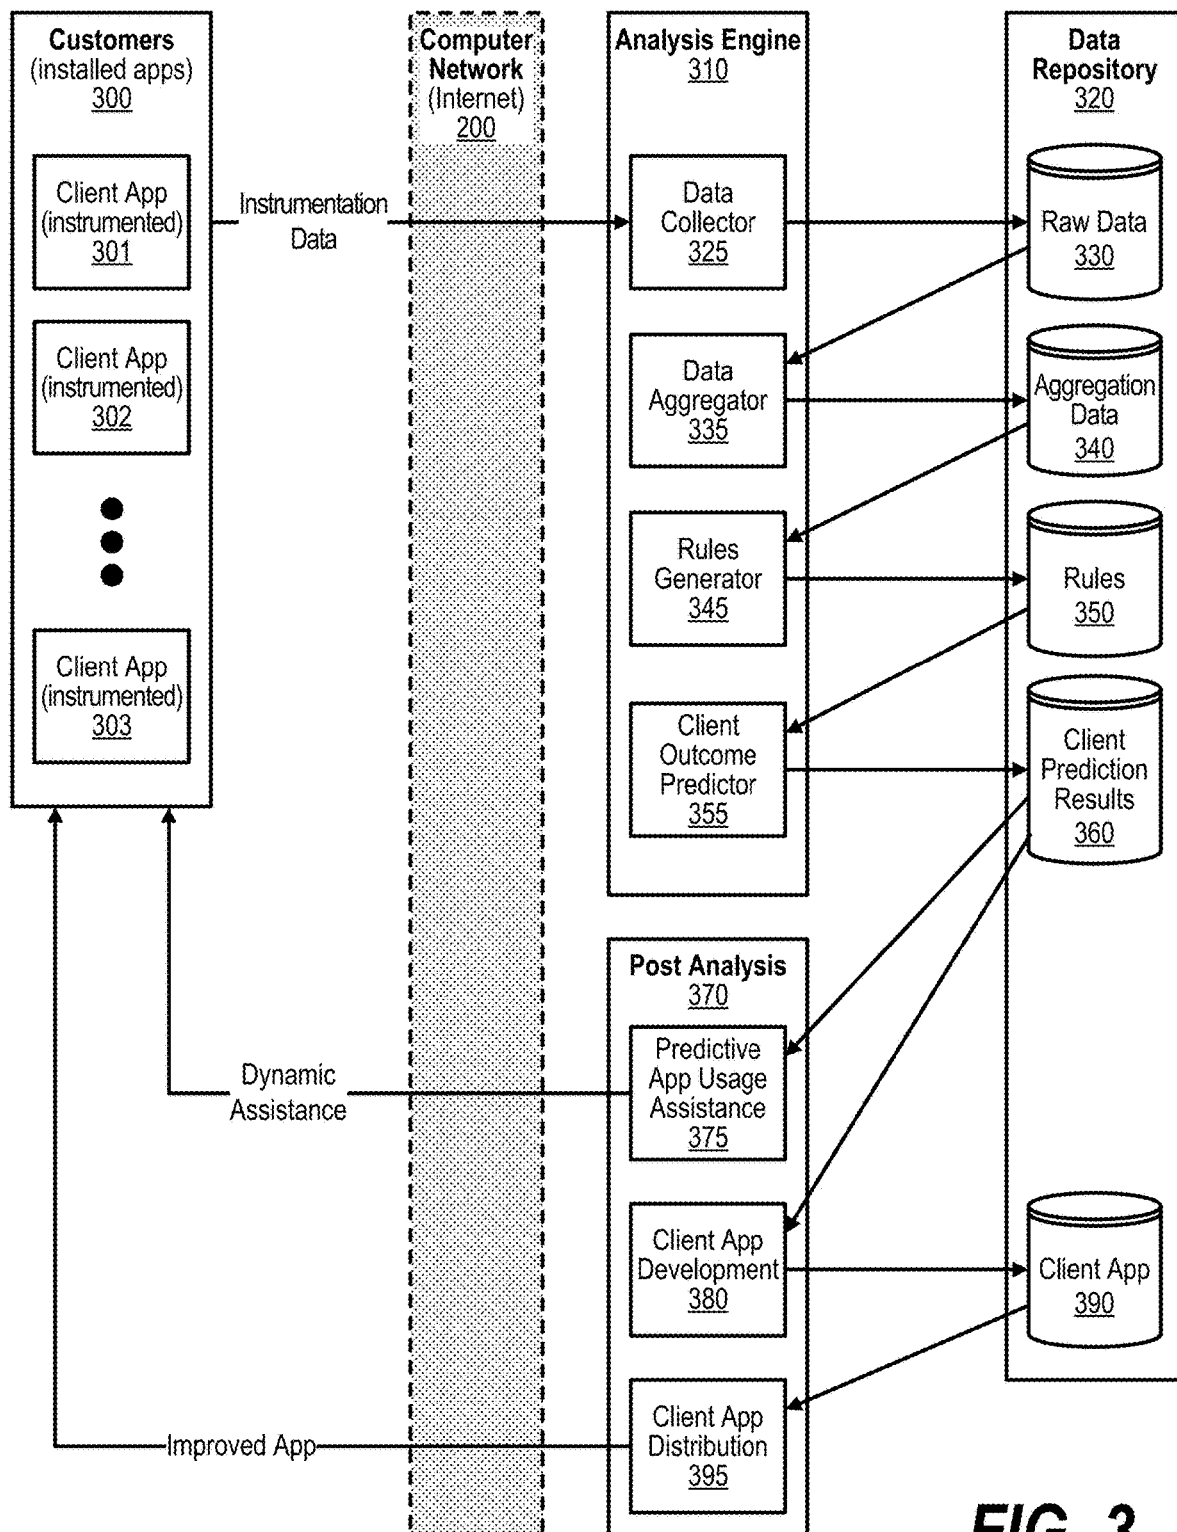 Customers
(installed apps)
300
Client App
(instrumented)
301
Client App
(instrumented)
302
Client App
(instrumented)
303
Instrumentation
Data
Computer
Network
(Internet)
200
Analysis Engine
310
Data
Collector
325
Data
Aggregator
335
Rules
Generator
345
Client
Outcome
Predictor
355
Data
Repository
320
Raw Data
330
Aggregation
Data
340
Rules
350
Client
Prediction
Results
360
Post Analysis
370
Predictive
App Usage
Assistance
375
Dynamic
Assistance
Client App
Development
380
Client App
390
Client App
Distribution
395
Improved App
FIG.